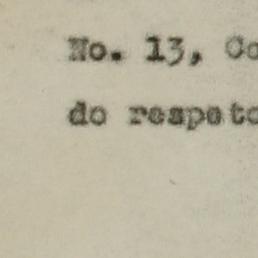 No. 13, Co
do respeto